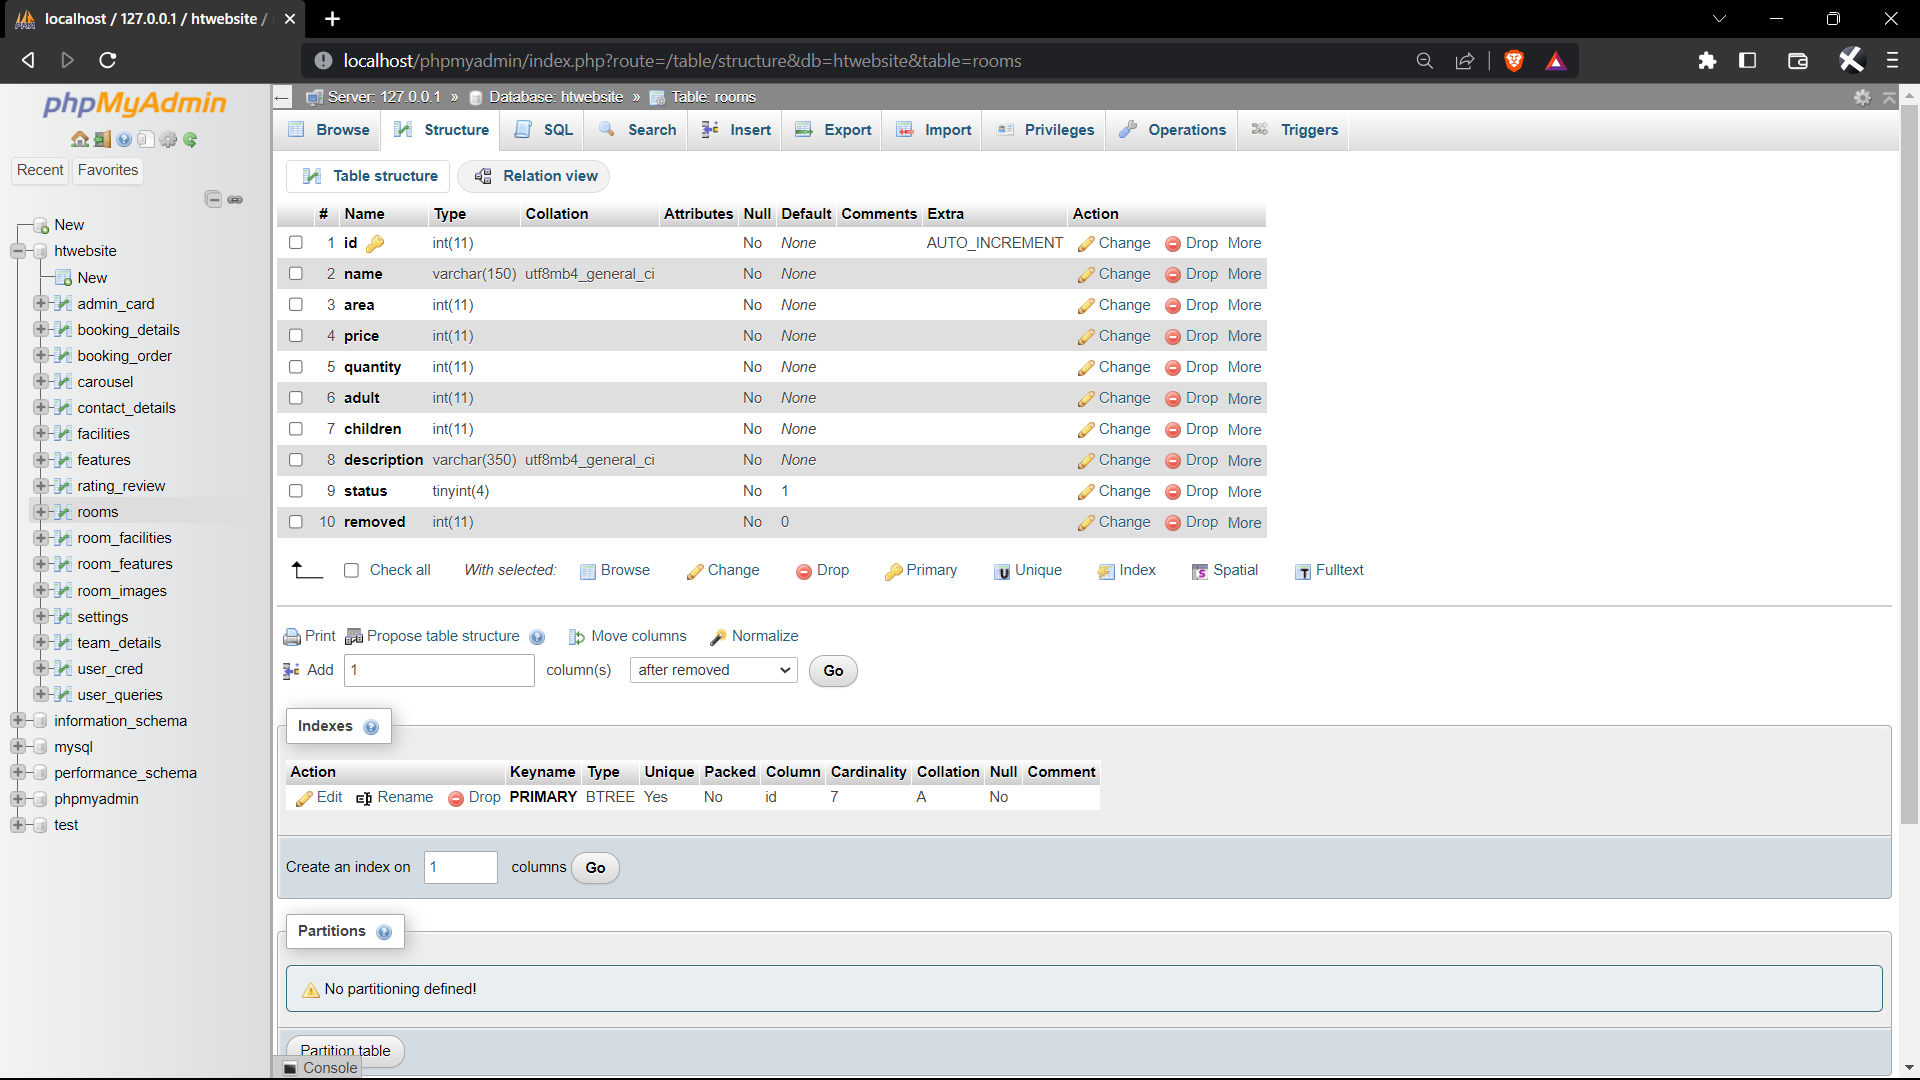 localhost / 127.0.0.1 / htwebsite /
localhost/phpmyadmin/index.php?route=/table/structure&db=htwebsite&table=rooms
phpMyAdmin
Recent Favorites
New
htwebsite
New
admin_card
booking_details
booking_order
carousel
contact_details
facilities
features
rating_review
rooms
room_facilities
room_features
room_images
settings
team_details
user_cred
user_queries
information_schema
mysql
performance_schema
phpmyadmin
test
Server: 127.0.0.1 » Database: htwebsite » Table: rooms
Browse Structure SQL Search Insert Export Import Privileges Operations Triggers
Table structure Relation view
# Name Type Collation Attributes Null Default Comments Extra Action
1 id int(11) No None AUTO_INCREMENT Change Drop More
2 name varchar(150) utf8mb4_general_ci No None Change Drop More
3 area int(11) No None Change Drop More
4 price int(11) No None Change Drop More
5 quantity int(11) No None Change Drop More
6 adult int(11) No None Change Drop More
7 children int(11) No None Change Drop More
8 description varchar(350) utf8mb4_general_ci No None Change Drop More
9 status tinyint(4) No 1 Change Drop More
10 removed int(11) No 0 Change Drop More
Check all With selected: Browse Change Drop Primary Unique Index Spatial Fulltext
Print Propose table structure Move columns Normalize
Add 1 column(s) after removed Go
Indexes
Action Keyname Type Unique Packed Column Cardinality Collation Null Comment
Edit Rename Drop PRIMARY BTREE Yes No id 7 A No
Create an index on 1 columns Go
Partitions
No partitioning defined!
Partition table
Console